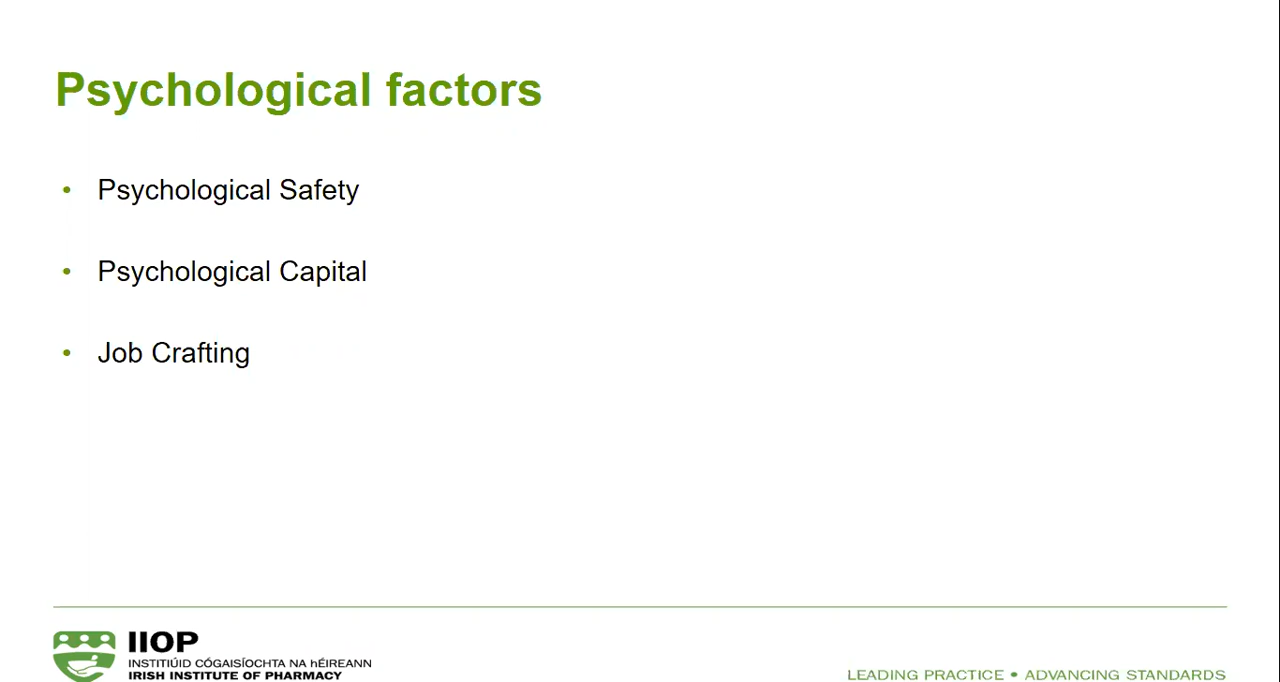 Psychological factors
• Psychological Safety
• Psychological Capital
• Job Crafting
IIOP
INSTITIÚID CÓGAISÍOCHTA NA hÉIREANN
IRISH INSTITUTE OF PHARMACY
LEADING PRACTICE • ADVANCING STANDARDS